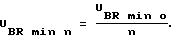 U_BR min n = U_BR min o / n.